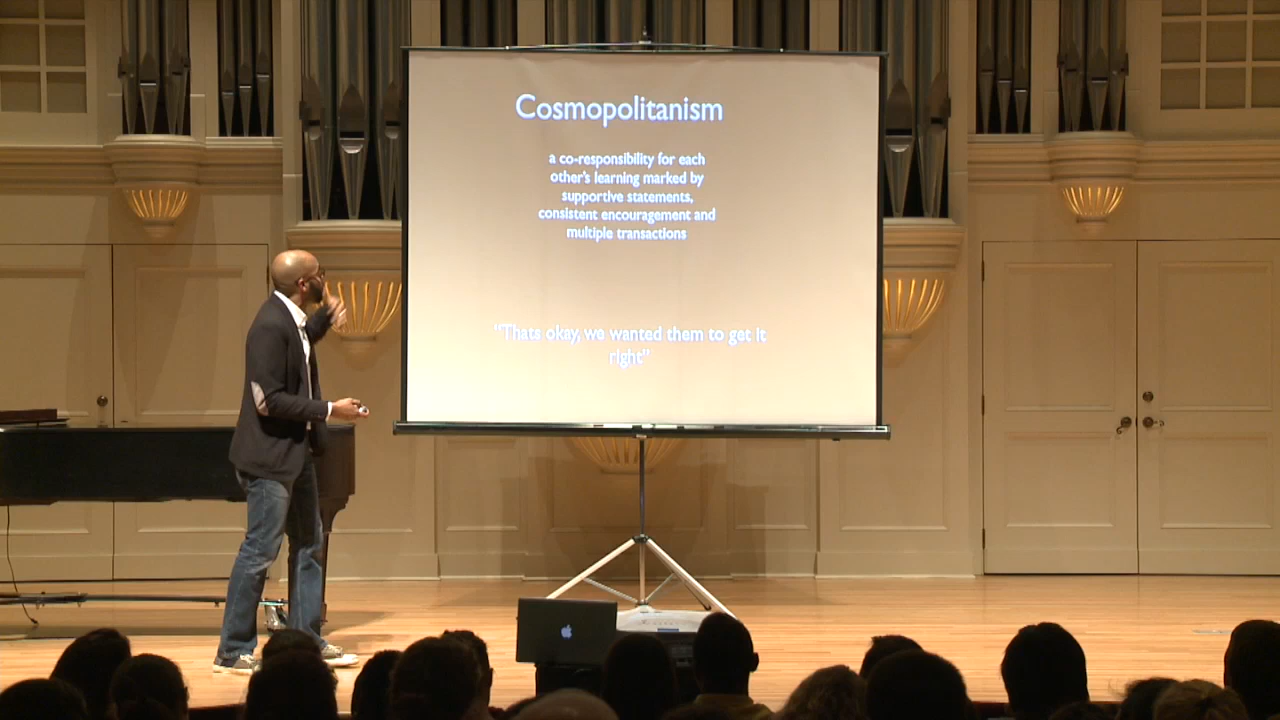 Cosmopolitanism
a co-responsibility for each
other's learning marked by
supportive statements,
consistent encouragement and
multiple transactions
"Thats okay, we wanted them to get it
right"